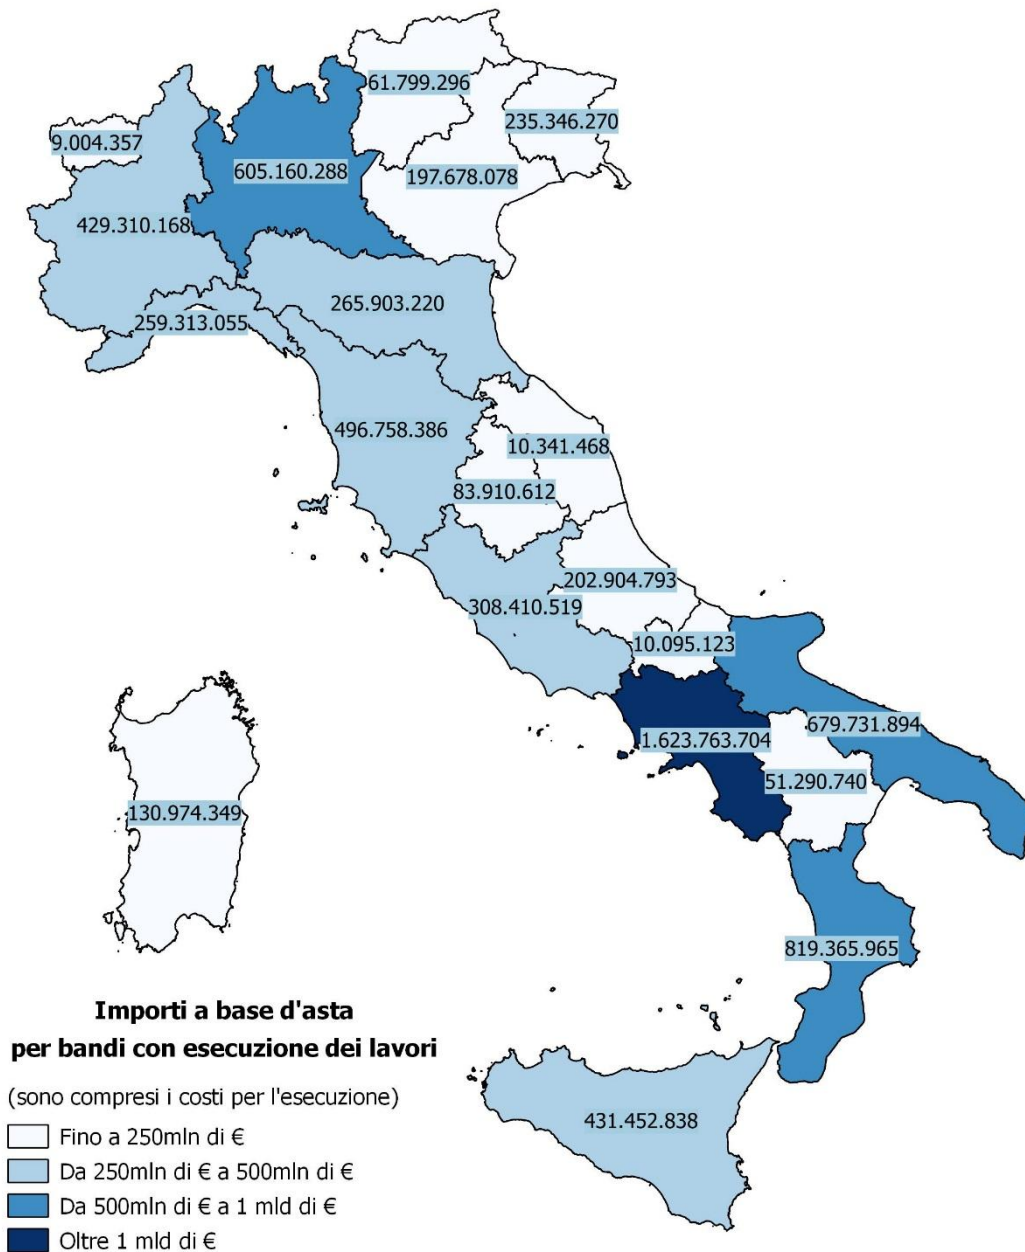 61.799.296
235.346.270
9.004.357
605.160.288
197.678.078
429.310.168
265.903.220
259.313.055
496.758.386
10.341.468
83.910.612
202.904.793
308.410.519
10.095.123
679.731.894
1.623.763.704
51.290.740
130.974.349
819.365.965
Importi a base d'asta
per bandi con esecuzione dei lavori
(sono compresi i costi per l'esecuzione)
Fino a 250mln di €
Da 250mln di € a 500mln di €
Da 500mln di € a 1 mld di €
Oltre 1 mld di €
431.452.838